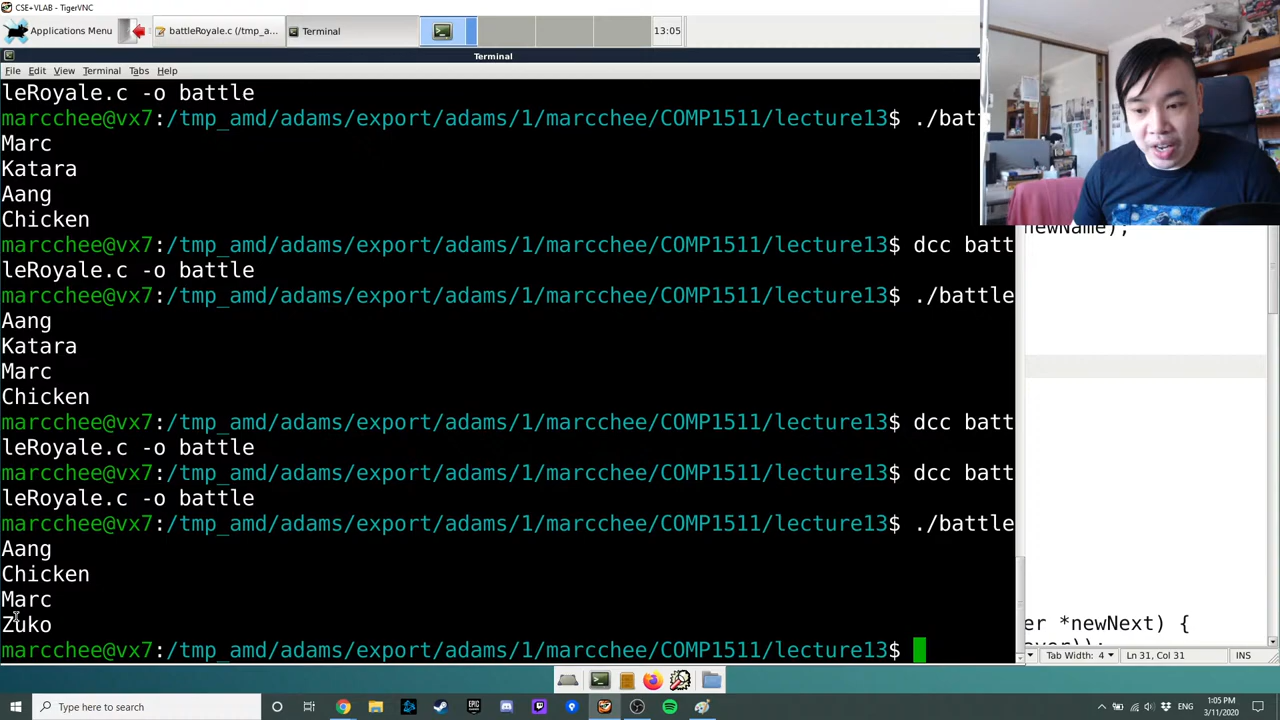 CSE+VLAB - TigerVNC
Applications Menu
battleRoyale.c (/tmp_a...
Terminal
13:05
Terminal
File Edit View Terminal Tabs Help
leRoyale.c -o battle
marcchee@vx7:/tmp_amd/adams/export/adams/1/marcchee/COMP1511/lecture13$ ./batt
Marc
Katara
Aang
Chicken
marcchee@vx7:/tmp_amd/adams/export/adams/1/marcchee/COMP1511/lecture13$ dcc batt
newName);
leRoyale.c -o battle
marcchee@vx7:/tmp_amd/adams/export/adams/1/marcchee/COMP1511/lecture13$ ./battle
Aang
Katara
Marc
Chicken
marcchee@vx7:/tmp_amd/adams/export/adams/1/marcchee/COMP1511/lecture13$ dcc batt
leRoyale.c -o battle
marcchee@vx7:/tmp_amd/adams/export/adams/1/marcchee/COMP1511/lecture13$ dcc batt
leRoyale.c -o battle
marcchee@vx7:/tmp_amd/adams/export/adams/1/marcchee/COMP1511/lecture13$ ./battle
Aang
Chicken
Marc
Zuko
er *newNext) {
marcchee@vx7:/tmp_amd/adams/export/adams/1/marcchee/COMP1511/lecture13$
Tab Width: 4 Ln 31, Col 31 INS
Type here to search
1:05 PM
3/11/2020